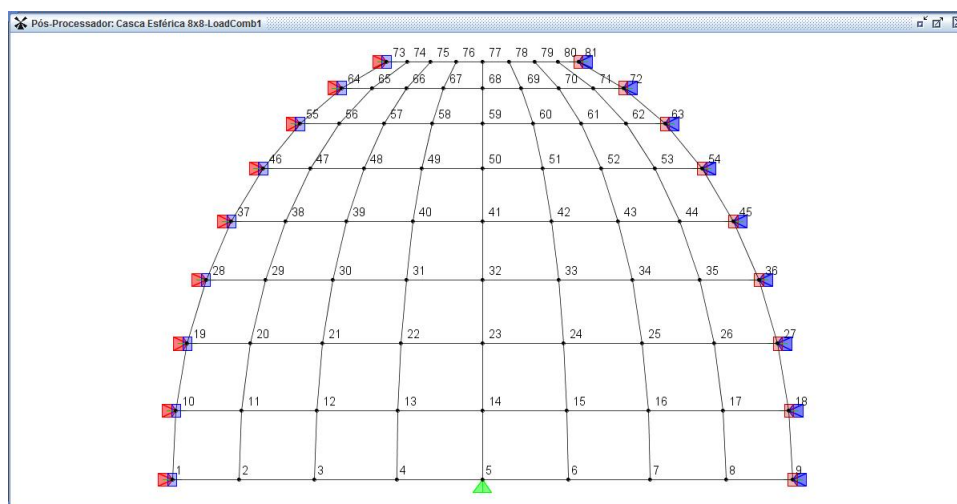 Pós-Processador: Casca Esférica 8x8-LoadComb1
73 74 75 76 77 78 79 80 81
64 65 66 67 68 69 70 71 72
55 56 57 58 59 60 61 62 63
46 47 48 49 50 51 52 53 54
37 38 39 40 41 42 43 44 45
28 29 30 31 32 33 34 35 36
19 20 21 22 23 24 25 26 27
10 11 12 13 14 15 16 17 18
1 2 3 4 5 6 7 8 9